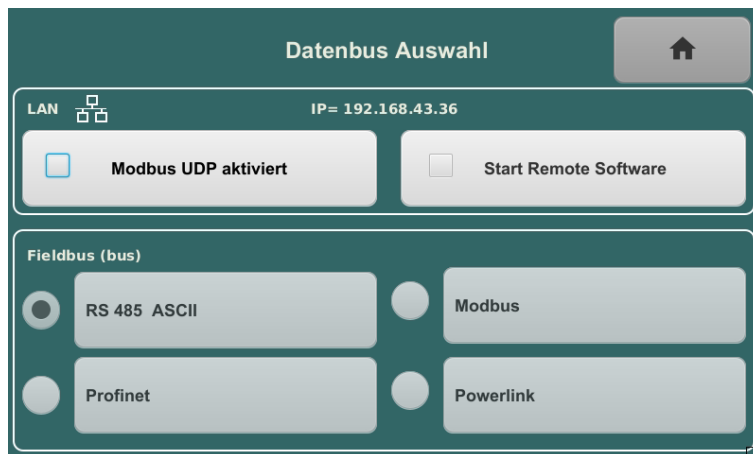 Datenbus Auswahl
LAN IP= 192.168.43.36
Modbus UDP aktiviert Start Remote Software
Fieldbus (bus)
RS 485 ASCII Modbus
Profinet Powerlink